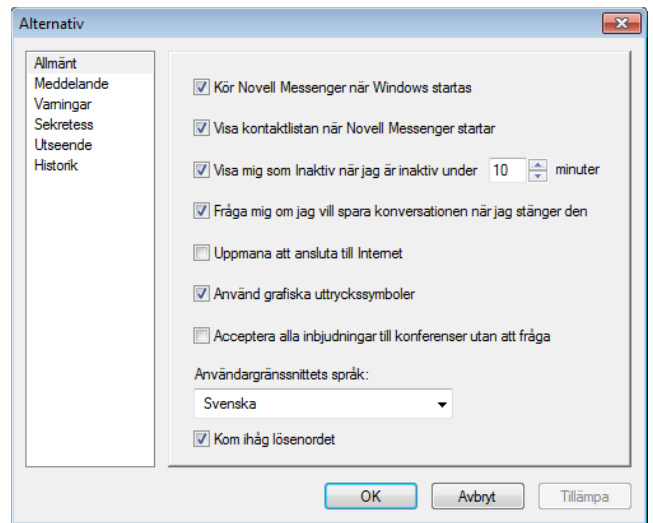 Alternativ
Allmänt
Meddelande
Varningar
Sekretess
Utseende
Historik
Kör Novell Messenger när Windows startas
Visa kontaktlistan när Novell Messenger startar
Visa mig som Inaktiv när jag är inaktiv under 10 minuter
Fråga mig om jag vill spara konversationen när jag stänger den
Uppmana att ansluta till Internet
Använd grafiska uttryckssymboler
Acceptera alla inbjudningar till konferenser utan att fråga
Användargränssnittets språk:
Svenska
Kom ihåg lösenordet
OK Avbryt Tillämpa